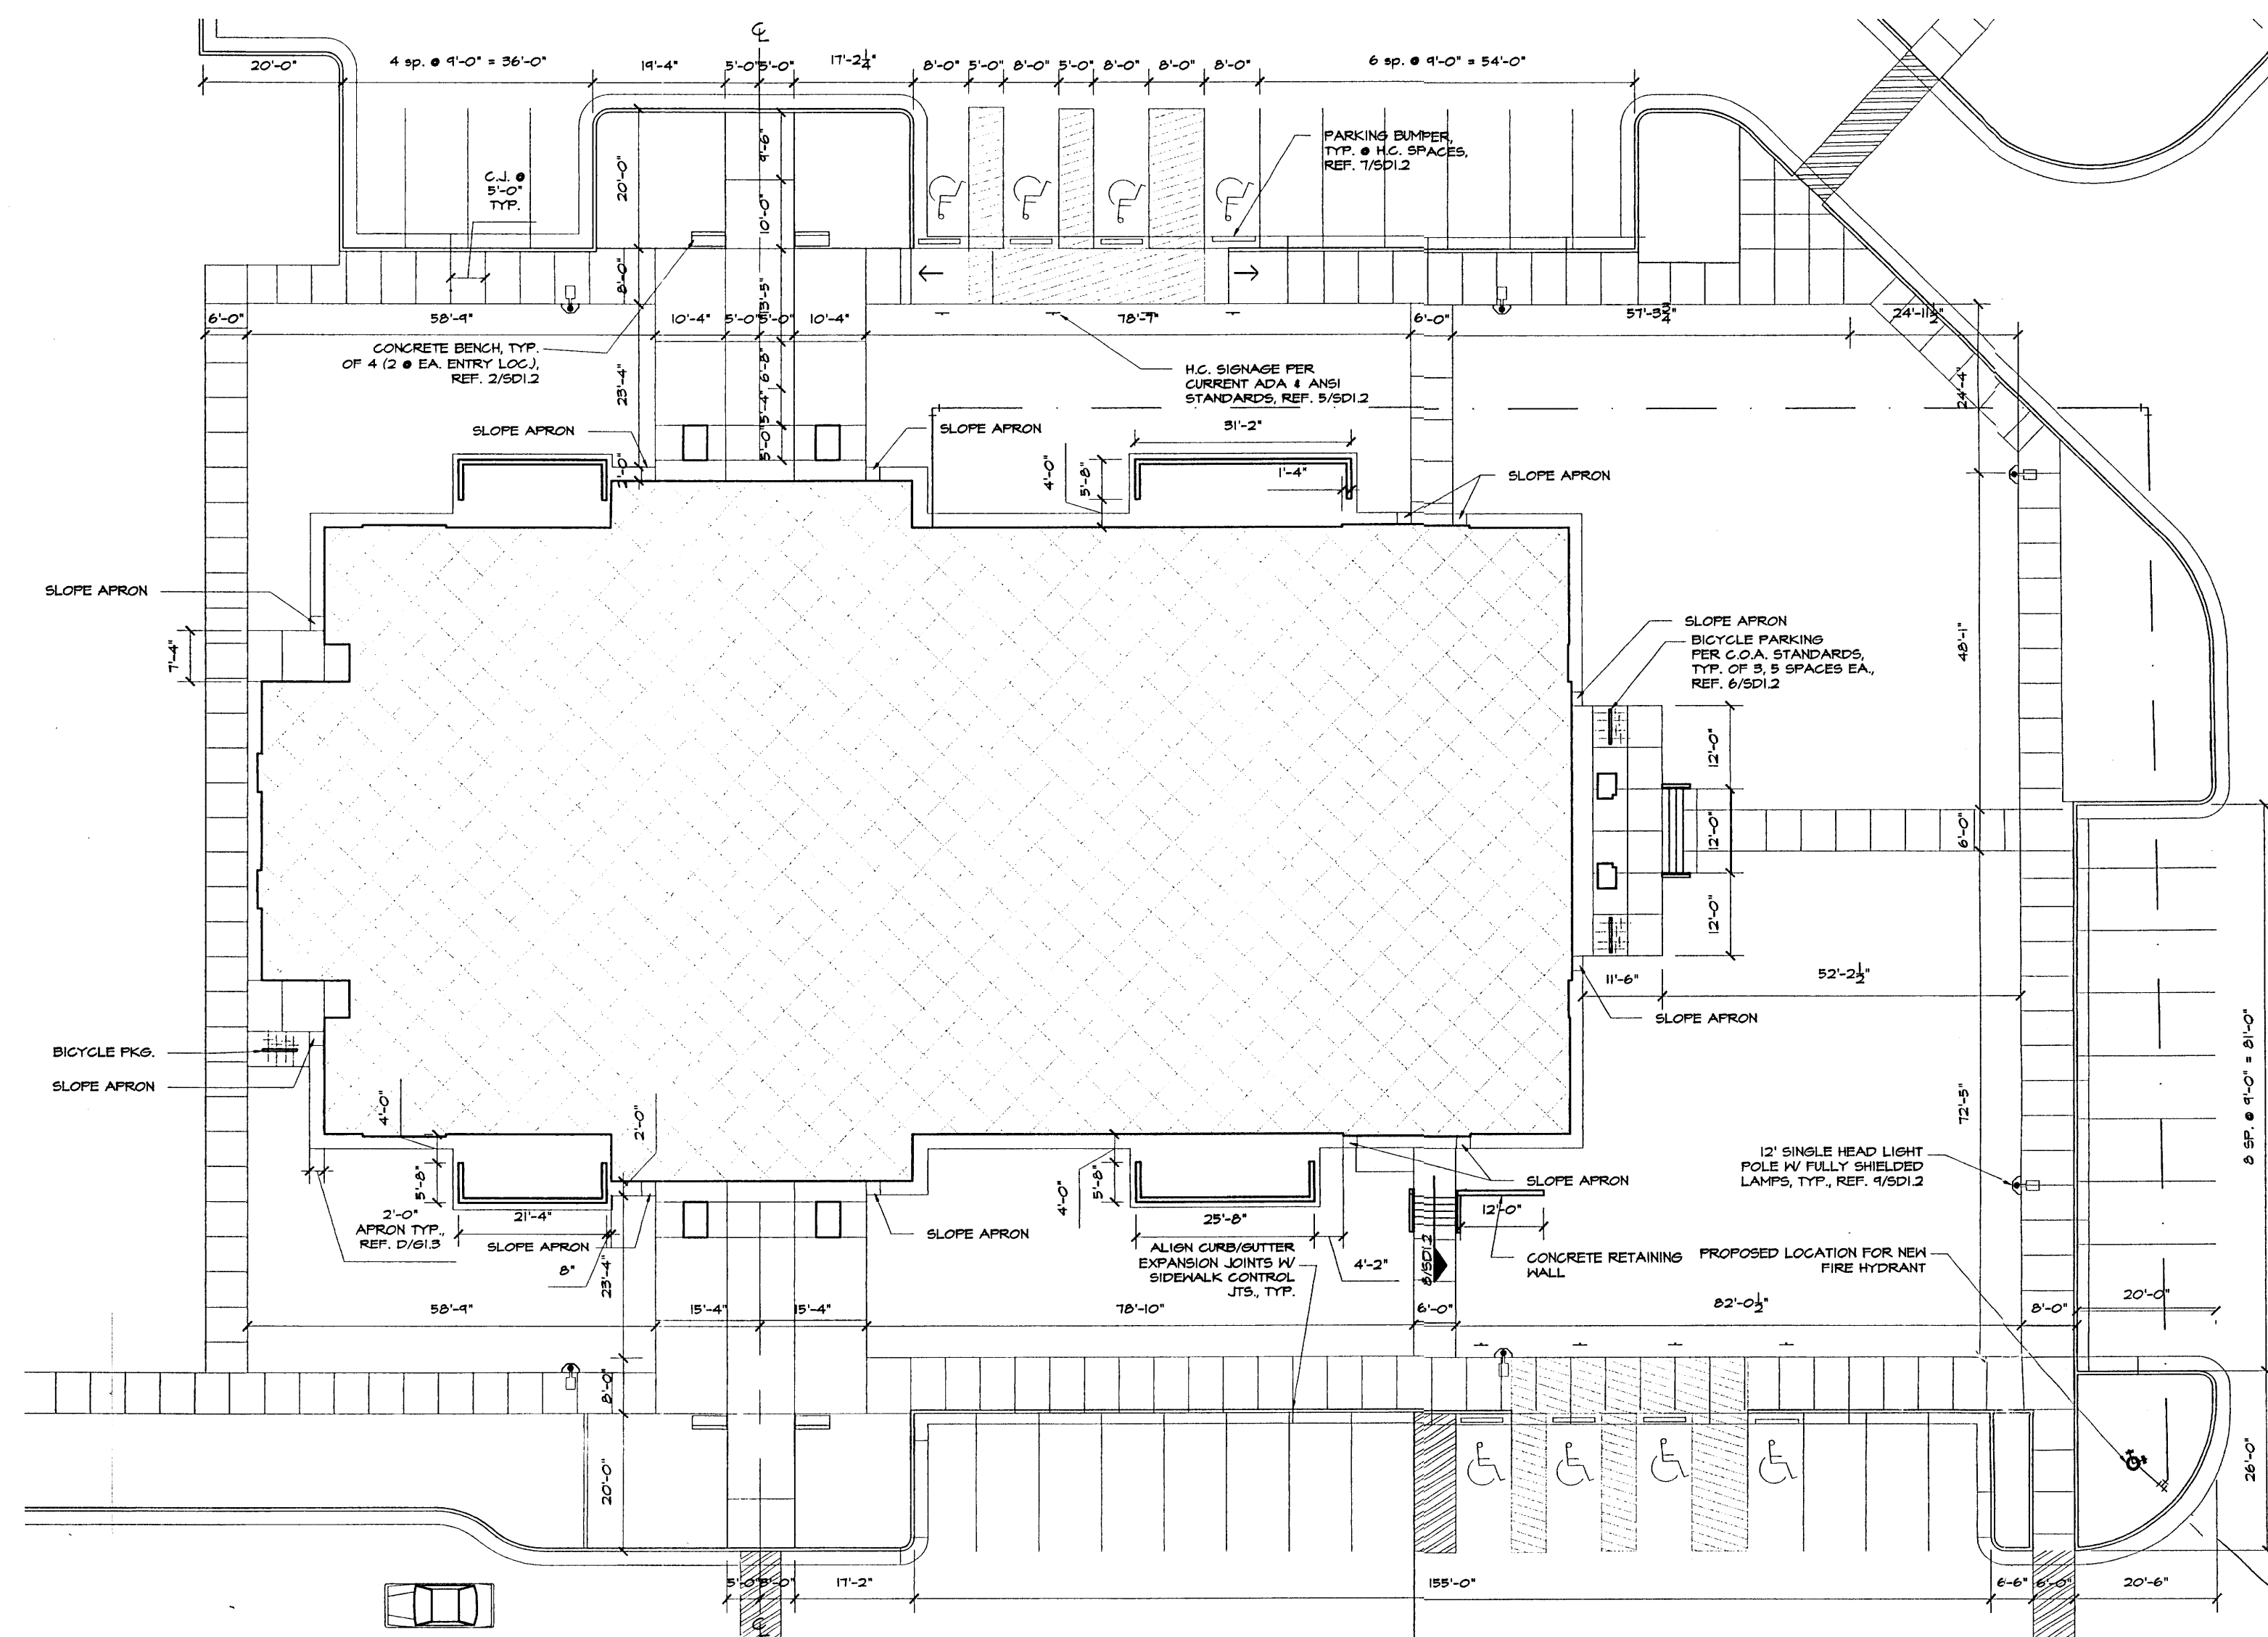 20'-0"
4 sp. @ 9'-0" = 36'-0"
19'-4"
5'-0"
5'-0"
17'-2¼"
8'-0"
5'-0"
8'-0"
5'-0"
8'-0"
8'-0"
8'-0"
6 sp. @ 9'-0" = 54'-0"
C.J. @
5'-0"
TYP.
20'-0"
9'-6"
10'-0"
PARKING BUMPER,
TYP. @ H.C. SPACES,
REF. 7/SD1.2
8'-0"
13'-5"
6'-0"
58'-9"
10'-4"
5'-0"
5'-0"
10'-4"
78'-7"
6'-0"
57'-3¾"
24'-11½"
CONCRETE BENCH, TYP.
OF 4 (2 @ EA. ENTRY LOC.),
REF. 2/SD1.2
23'-4"
6'-8"
5'-4"
5'-0"
H.C. SIGNAGE PER
CURRENT ADA & ANSI
STANDARDS, REF. 5/SD1.2
24'-4"
SLOPE APRON
SLOPE APRON
31'-2"
2'-0"
4'-0"
5'-8"
1'-4"
SLOPE APRON
SLOPE APRON
7'-4"
SLOPE APRON
BICYCLE PARKING
PER C.O.A. STANDARDS,
TYP. OF 3, 5 SPACES EA.,
REF. 6/SD1.2
48'-1"
12'-0"
12'-0"
6'-0"
12'-0"
11'-6"
52'-2½"
SLOPE APRON
8 SP. @ 9'-0" = 81'-0"
BICYCLE PKG.
SLOPE APRON
4'-0"
2'-0"
72'-5"
5'-8"
4'-0"
5'-8"
12' SINGLE HEAD LIGHT
POLE W/ FULLY SHIELDED
LAMPS, TYP., REF. 9/SD1.2
SLOPE APRON
2'-0"
APRON TYP.,
REF. D/G1.3
21'-4"
SLOPE APRON
8"
23'-4"
SLOPE APRON
25'-8"
ALIGN CURB/GUTTER
EXPANSION JOINTS W/
SIDEWALK CONTROL
JTS., TYP.
4'-2"
8/SD1.2
12'-0"
CONCRETE RETAINING
WALL
PROPOSED LOCATION FOR NEW
FIRE HYDRANT
58'-9"
15'-4"
15'-4"
78'-10"
6'-0"
82'-0½"
8'-0"
20'-0"
8'-0"
20'-0"
26'-0"
5'-0"
5'-0"
17'-2"
155'-0"
6'-6"
6'-0"
20'-6"